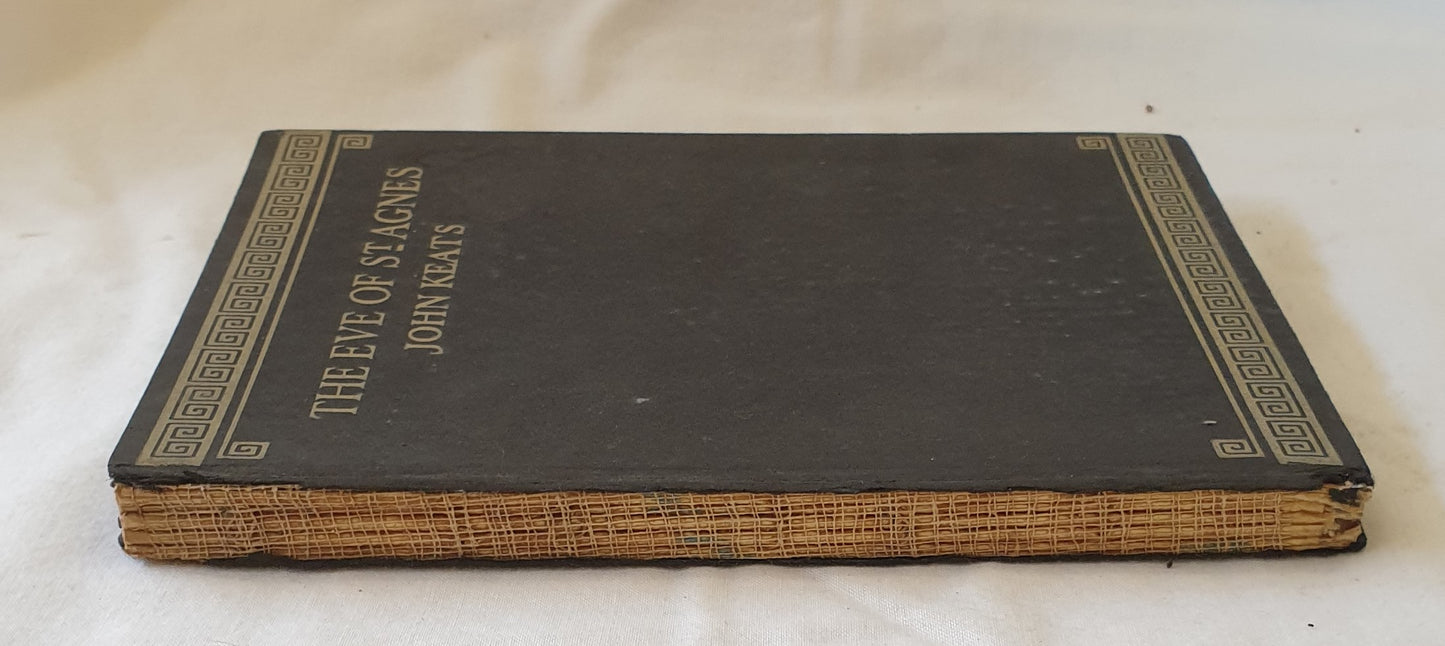 THE EVE OF ST. AGNES
JOHN KEATS